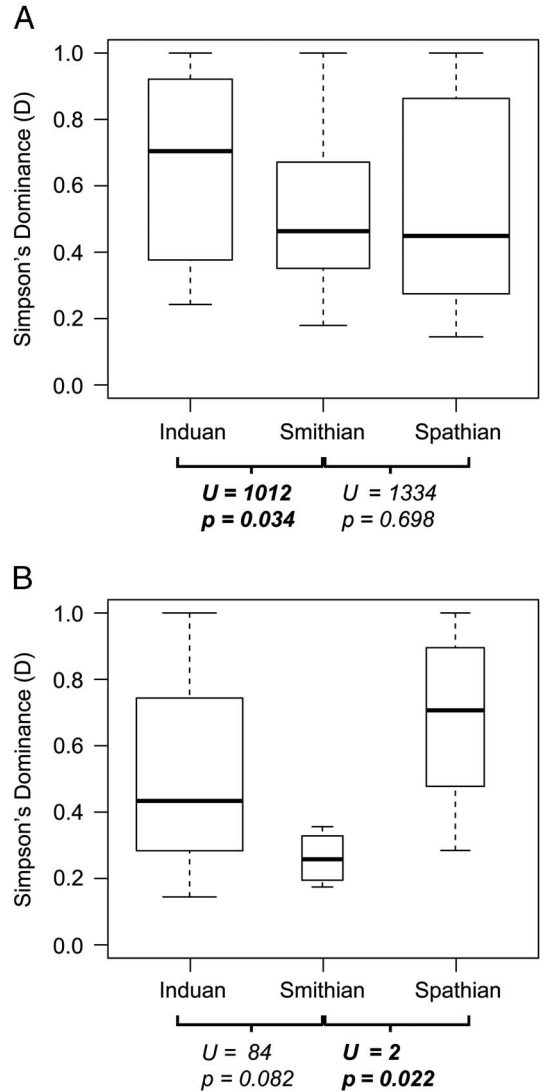 A
Simpson's Dominance (D)
1.0
0.8
0.6
0.4
0.2
0.0
Induan Smithian Spathian
U = 1012 U = 1334
p = 0.034 p = 0.698
B
Simpson's Dominance (D)
1.0
0.8
0.6
0.4
0.2
0.0
Induan Smithian Spathian
U = 84 U = 2
p = 0.082 p = 0.022